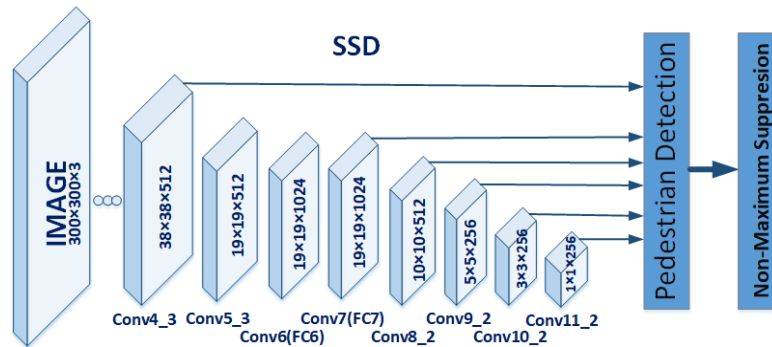 SSD
IMAGE
300×300×3
38×38×512
19×19×512
19×19×1024
19×19×1024
10×10×512
5×5×256
3×3×256
1×1×256
Conv4_3
Conv5_3
Conv6(FC6)
Conv7(FC7)
Conv8_2
Conv9_2
Conv10_2
Conv11_2
Pedestrian Detection
Non-Maximum Suppresion